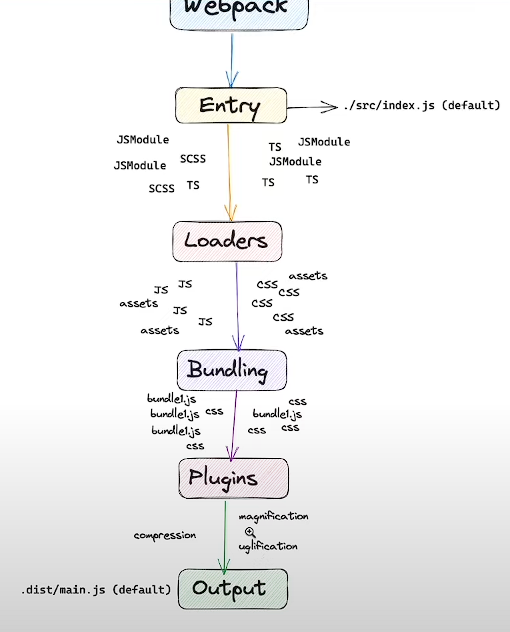 Webpack
Entry
./src/index.js (default)
JSModule
TS JSModule
JSModule SCSS
JSModule
SCSS TS
TS TS
Loaders
JS JS
CSS assets
CSS
assets JS
CSS
CSS
assets JS
assets
Bundling
bundle1.js
css
bundle1.js css
bundle1.js
bundle1.js
css css
css
Plugins
magnification
compression
uglification
.dist/main.js (default)
Output